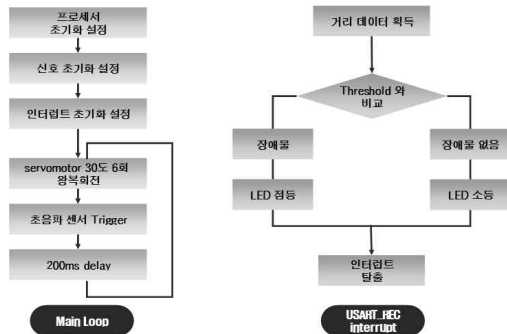 프로세서
초기화 설정
신호 초기화 설정
인터럽트 초기화 설정
servomotor 30도 6회
왕복회전
초음파 센서 Trigger
200ms delay
Main Loop
거리 데이터 획득
Threshold 와
비교
장애물
장애물 없음
LED 점등
LED 소등
인터럽트
탈출
USART_REC
interrupt